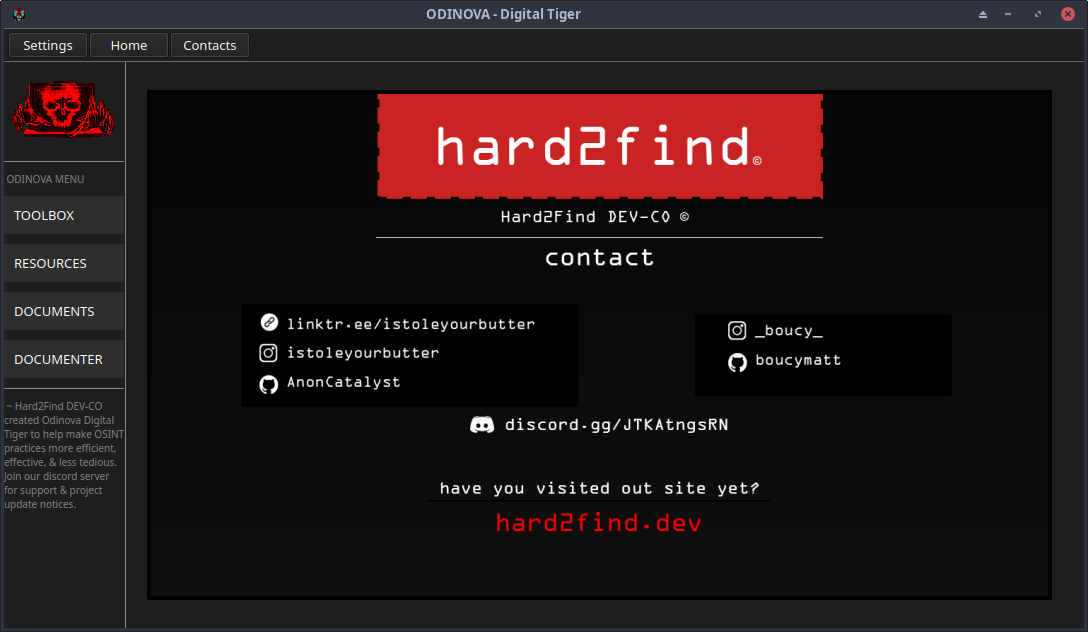 ODINOVA - Digital Tiger
Settings
Home
Contacts
ODINOVA MENU
TOOLBOX
RESOURCES
DOCUMENTS
DOCUMENTER
~ Hard2Find DEV-CO
created Odinova Digital
Tiger to help make OSINT
practices more efficient,
effective, & less tedious.
Join our discord server
for support & project
update notices.
hard2find©
Hard2Find DEV-CO ©
contact
linktr.ee/istoleyourbutter
istoleyourbutter
AnonCatalyst
_boucy_
boucymatt
discord.gg/JTKAtngsRN
have you visited out site yet?
hard2find.dev